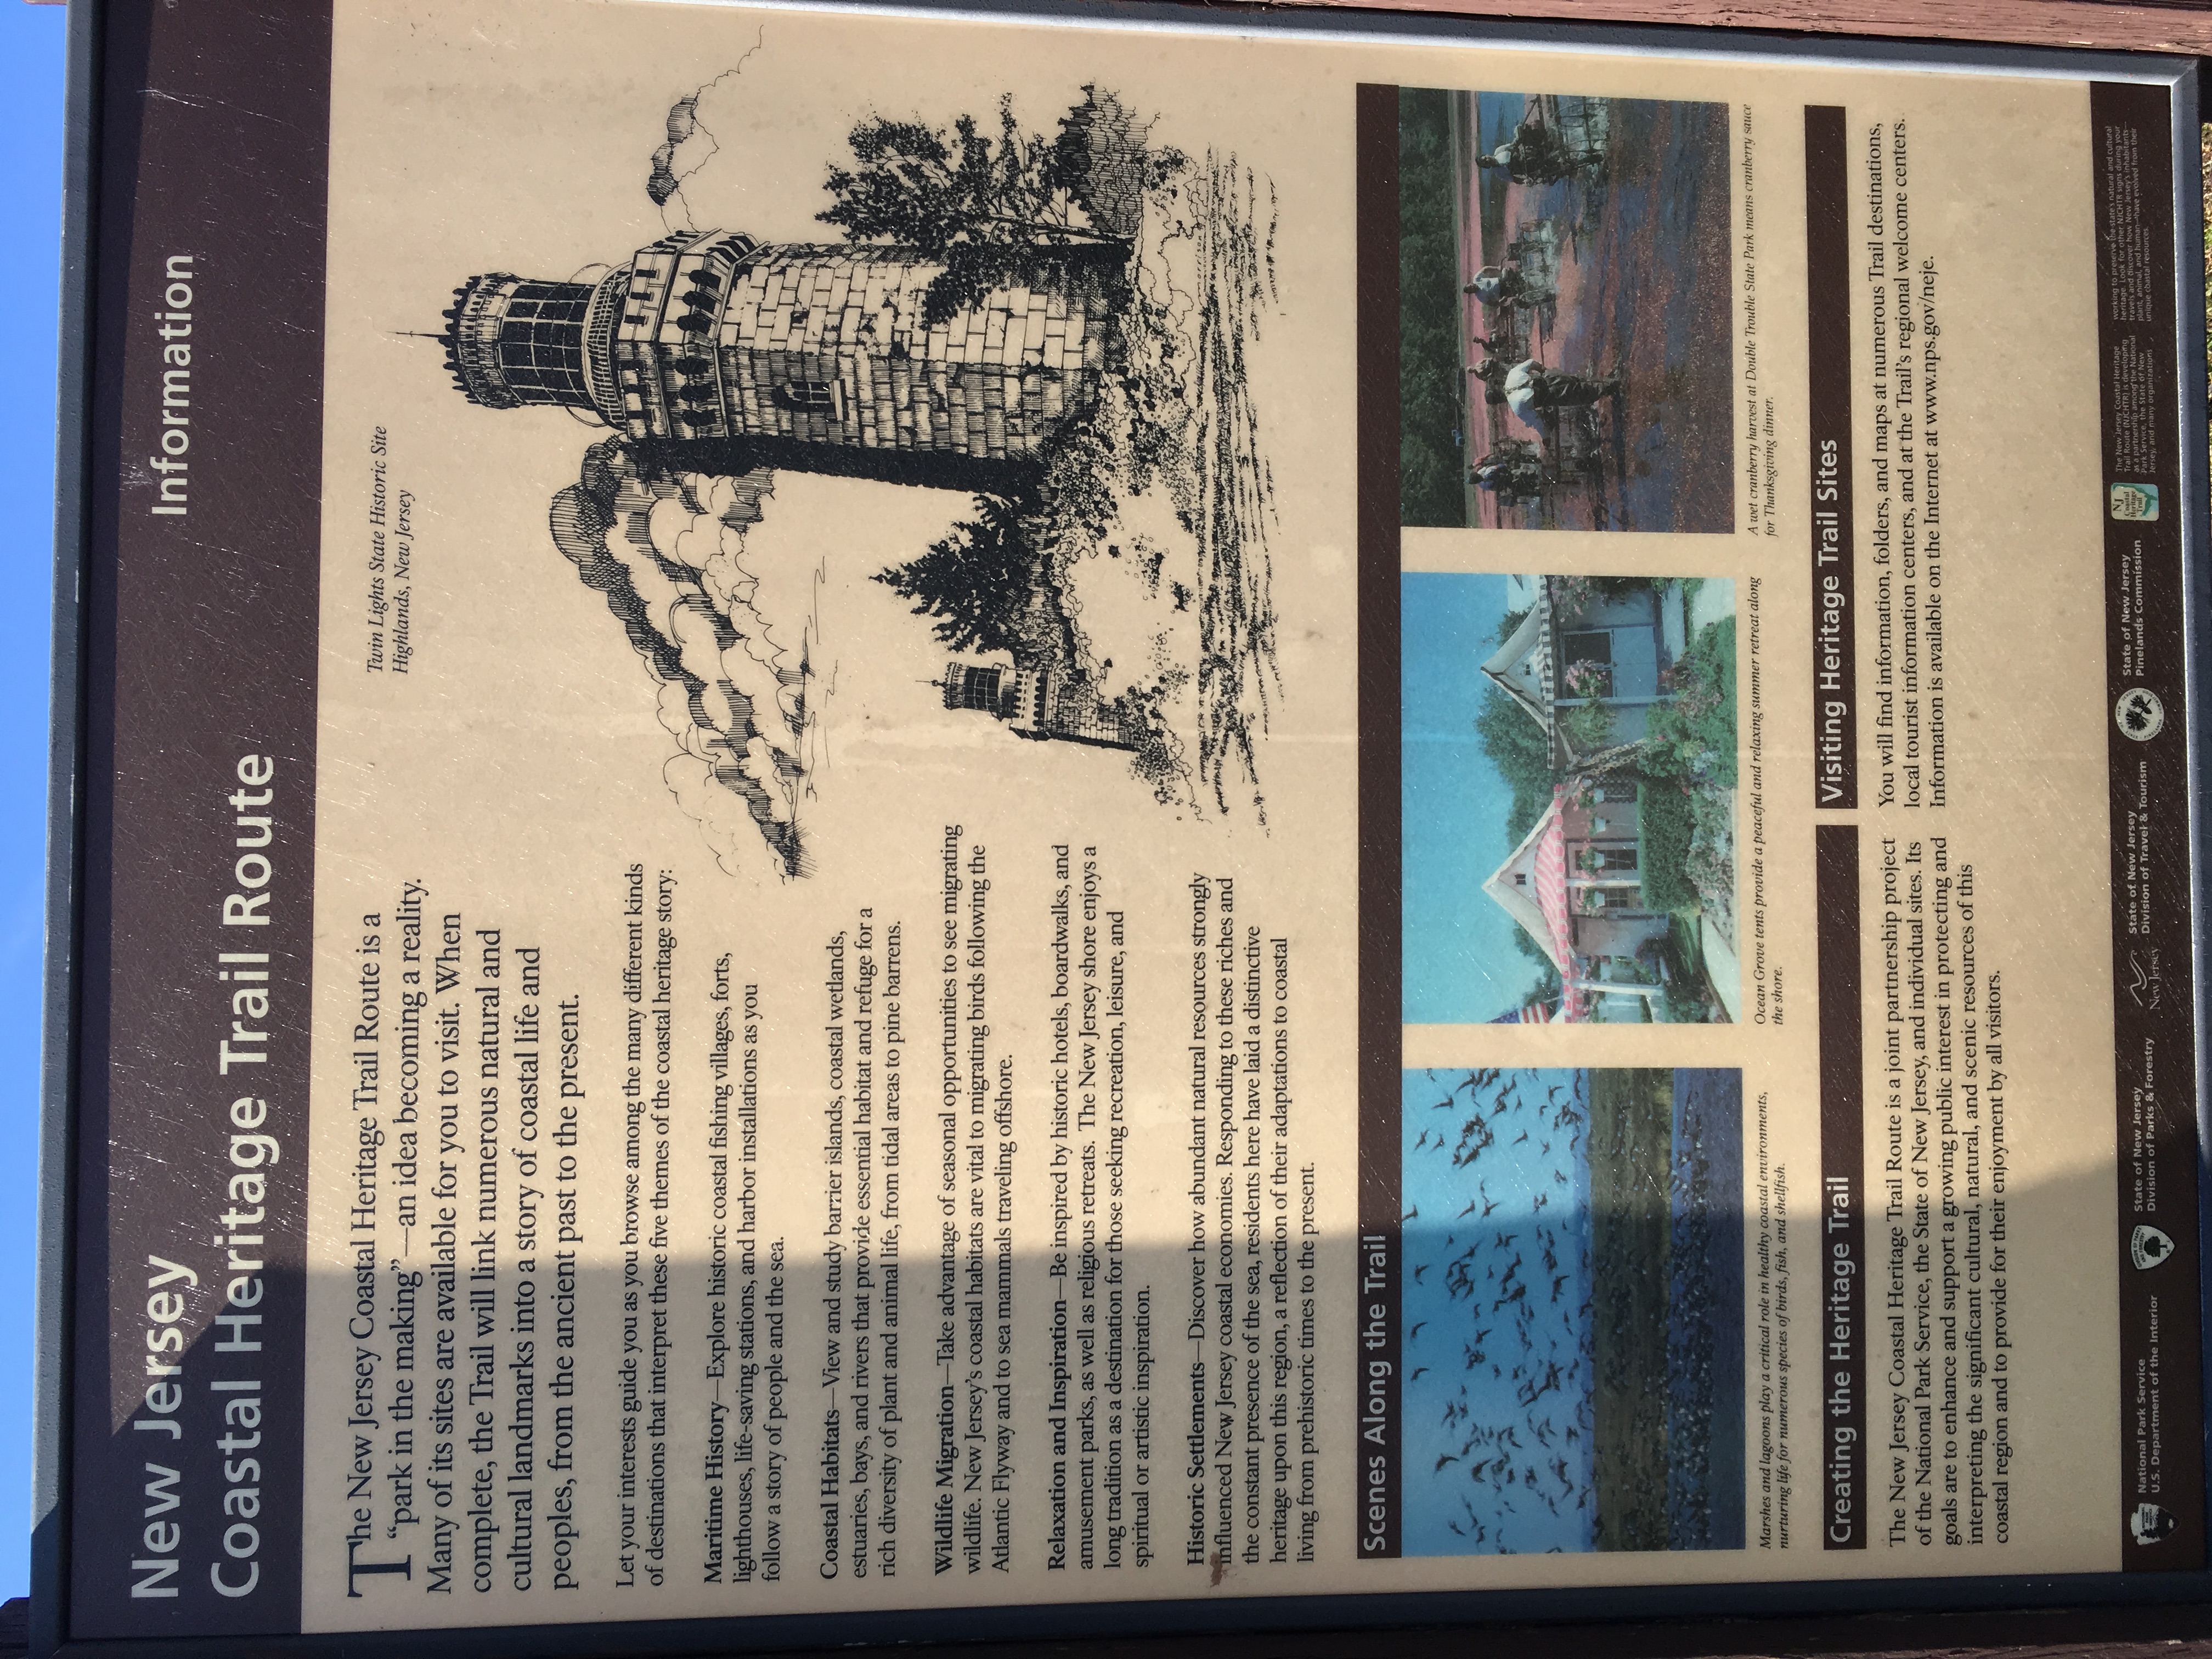 New Jersey
Coastal Heritage Trail Route
Information
The New Jersey Coastal Heritage Trail Route is a
“park in the making”—an idea becoming a reality.
Many of its sites are available for you to visit. When
complete, the Trail will link numerous natural and
cultural landmarks into a story of coastal life and
peoples, from the ancient past to the present.
Let your interests guide you as you browse among the many different kinds
of destinations that interpret these five themes of the coastal heritage story:
Maritime History—Explore historic coastal fishing villages, forts,
lighthouses, life-saving stations, and harbor installations as you
follow a story of people and the sea.
Coastal Habitats—View and study barrier islands, coastal wetlands,
estuaries, bays, and rivers that provide essential habitat and refuge for a
rich diversity of plant and animal life, from tidal areas to pine barrens.
Wildlife Migration—Take advantage of seasonal opportunities to see migrating
wildlife. New Jersey’s coastal habitats are vital to migrating birds following the
Atlantic Flyway and to sea mammals traveling offshore.
Relaxation and Inspiration—Be inspired by historic hotels, boardwalks, and
amusement parks, as well as religious retreats. The New Jersey shore enjoys a
long tradition as a destination for those seeking recreation, leisure, and
spiritual or artistic inspiration.
Historic Settlements—Discover how abundant natural resources strongly
influenced New Jersey coastal economies. Responding to these riches and
the constant presence of the sea, residents here have laid a distinctive
heritage upon this region, a reflection of their adaptations to coastal
living from prehistoric times to the present.
Twin Lights State Historic Site
Highlands, New Jersey
Scenes Along the Trail
Marshes and lagoons play a critical role in healthy coastal environments,
nurturing life for numerous species of birds, fish, and shellfish.
Ocean Grove tents provide a peaceful and relaxing summer retreat along
the shore.
A wet cranberry harvest at Double Trouble State Park means cranberry sauce
for Thanksgiving dinner.
Creating the Heritage Trail
The New Jersey Coastal Heritage Trail Route is a joint partnership project
of the National Park Service, the State of New Jersey, and individual sites. Its
goals are to enhance and support a growing public interest in protecting and
interpreting the significant cultural, natural, and scenic resources of this
coastal region and to provide for their enjoyment by all visitors.
Visiting Heritage Trail Sites
You will find information, folders, and maps at numerous Trail destinations,
local tourist information centers, and at the Trail’s regional welcome centers.
Information is available on the Internet at www.nps.gov/neje.
National Park Service
U.S. Department of the Interior
State of New Jersey
Division of Parks & Forestry
New Jersey
State of New Jersey
Division of Travel & Tourism
State of New Jersey
Pinelands Commission
NJ
Coastal
Heritage
Trail
The New Jersey Coastal Heritage
Trail Route (NJCHTR) is developing
as a partnership among the National
Park Service, the State of New
Jersey, and many organizations
working to preserve the state’s natural and cultural
heritage. Look for other NJCHTR signs during your
travels and discover how New Jersey’s inhabitants—
plant, animal, and human—have evolved from their
unique coastal resources.